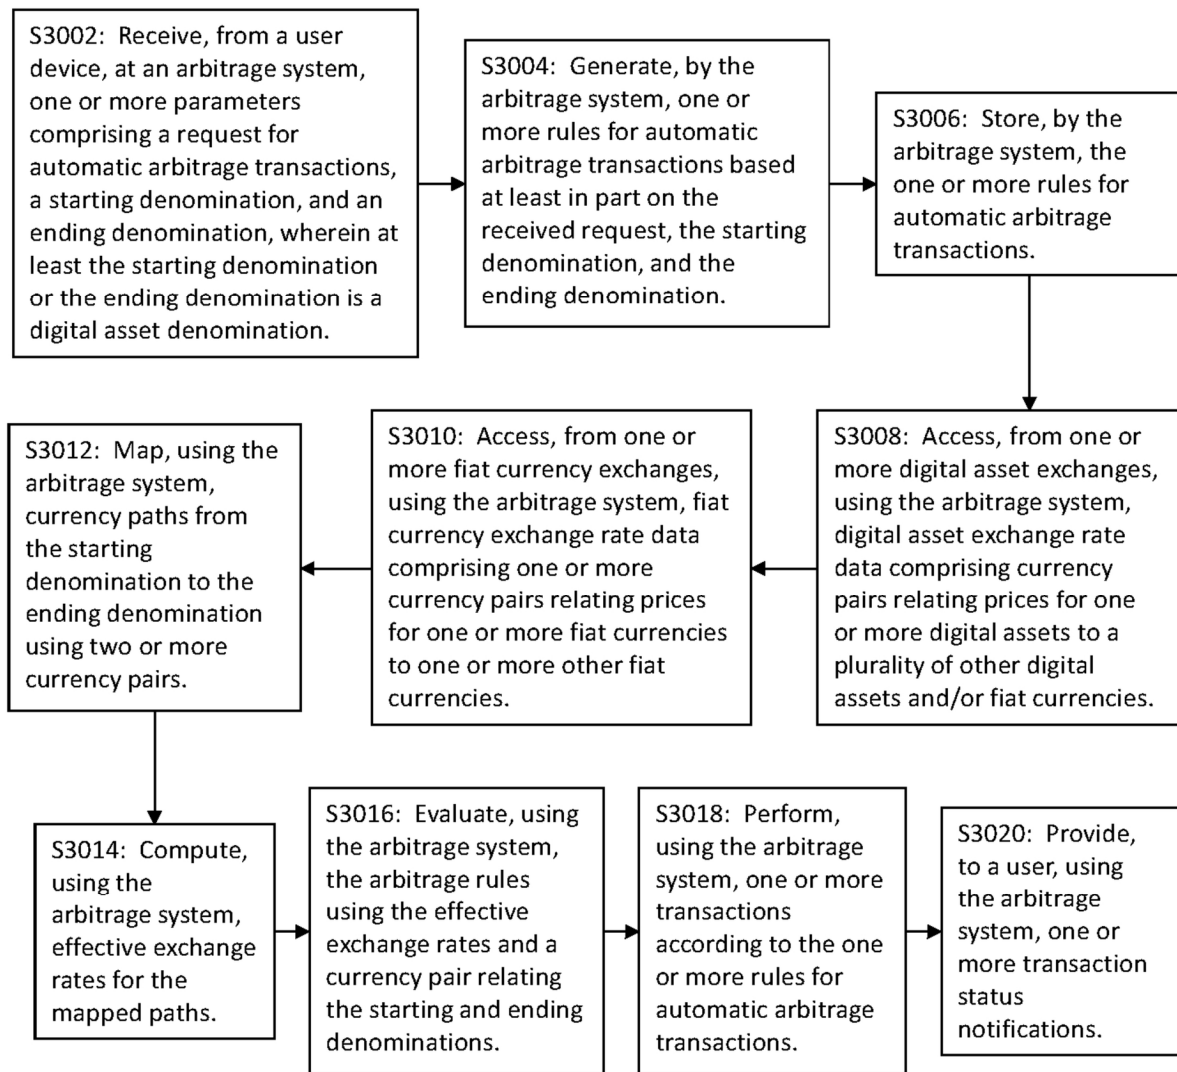 S3002:  Receive, from a user
device, at an arbitrage system,
one or more parameters
comprising a request for
automatic arbitrage transactions,
a starting denomination, and an
ending denomination, wherein at
least the starting denomination
or the ending denomination is a
digital asset denomination.
S3004:  Generate, by the
arbitrage system, one or
more rules for automatic
arbitrage transactions based
at least in part on the
received request, the starting
denomination, and the
ending denomination.
S3006:  Store, by the
arbitrage system, the
one or more rules for
automatic arbitrage
transactions.
S3008:  Access, from one or
more digital asset exchanges,
using the arbitrage system,
digital asset exchange rate
data comprising currency
pairs relating prices for one
or more digital assets to a
plurality of other digital
assets and/or fiat currencies.
S3010:  Access, from one or
more fiat currency exchanges,
using the arbitrage system, fiat
currency exchange rate data
comprising one or more
currency pairs relating prices
for one or more fiat currencies
to one or more other fiat
currencies.
S3012:  Map, using the
arbitrage system,
currency paths from
the starting
denomination to the
ending denomination
using two or more
currency pairs.
S3014:  Compute,
using the
arbitrage system,
effective exchange
rates for the
mapped paths.
S3016:  Evaluate, using
the arbitrage system,
the arbitrage rules
using the effective
exchange rates and a
currency pair relating
the starting and ending
denominations.
S3018:  Perform,
using the arbitrage
system, one or more
transactions
according to the one
or more rules for
automatic arbitrage
transactions.
S3020:  Provide,
to a user, using
the arbitrage
system, one or
more transaction
status
notifications.